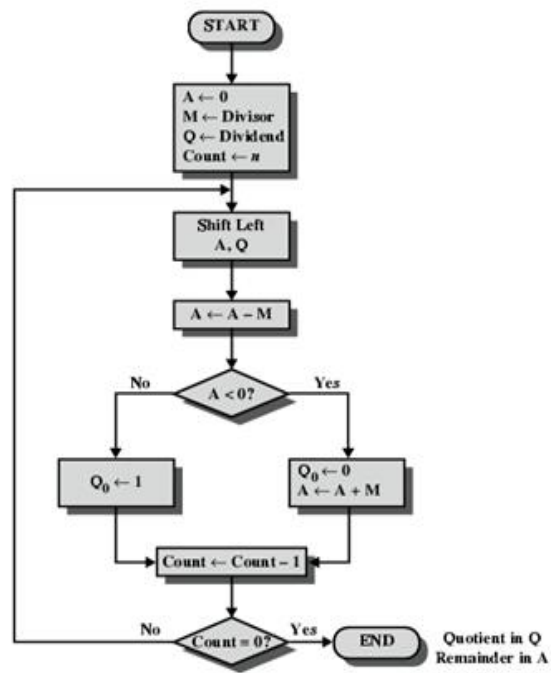 START
A ← 0
M ← Divisor
Q ← Dividend
Count ← n
Shift Left
A, Q
A ← A – M
No
A < 0?
Yes
Q₀ ← 1
Q₀ ← 0
A ← A + M
Count ← Count – 1
No
Count = 0?
Yes
END
Quotient in Q
Remainder in A